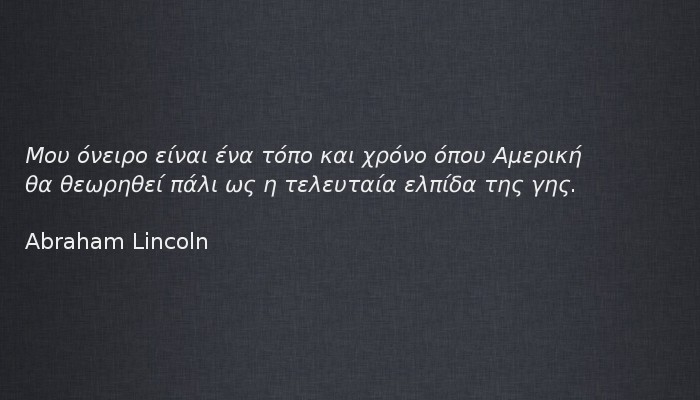 Μου όνειρο είναι ένα τόπο και χρόνο όπου Αμερική
θα θεωρηθεί πάλι ως η τελευταία ελπίδα της γης.
Abraham Lincoln